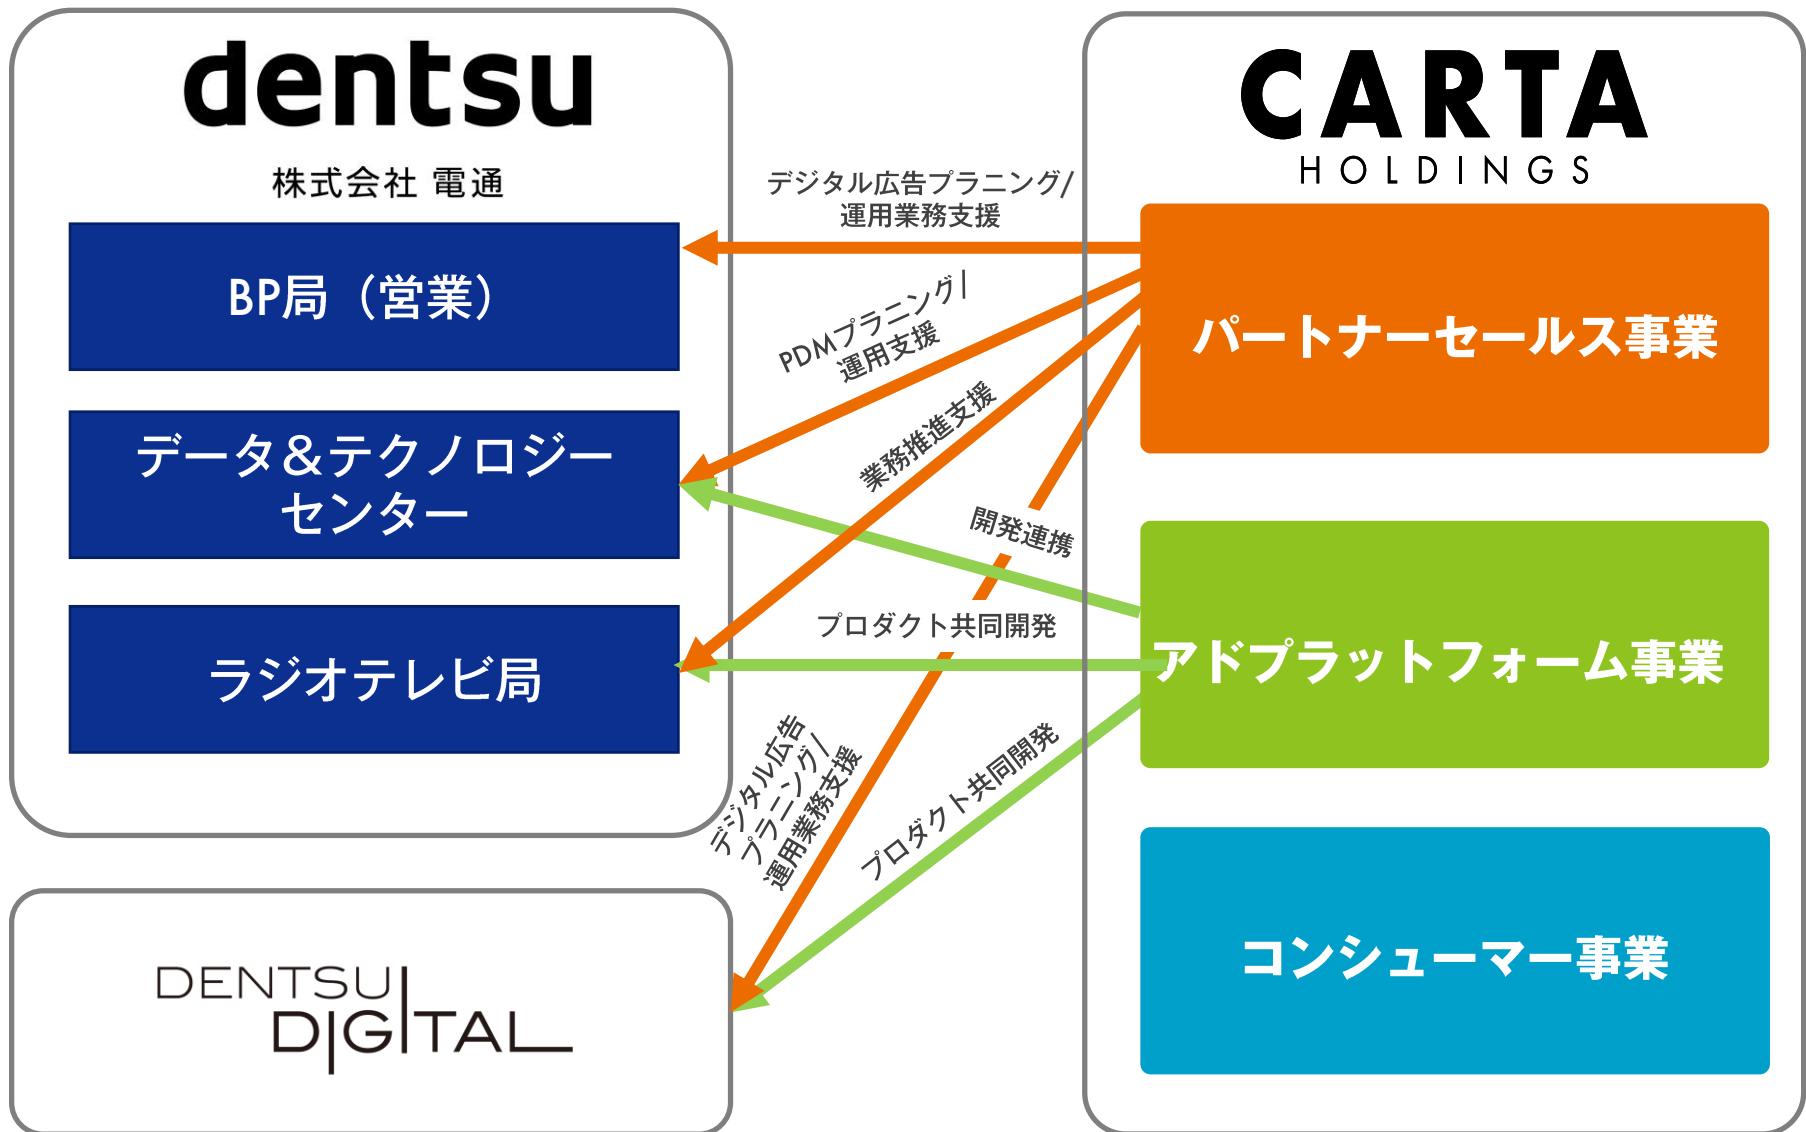 dentsu
株式会社 電通
BP局（営業）
データ＆テクノロジー
センター
ラジオテレビ局
DENTSU
DIGITAL
デジタル広告プラニング/
運用業務支援
PDMプラニング/
運用支援
業務推進支援
開発連携
プロダクト共同開発
デジタル広告
プラニング/
運用業務支援
プロダクト共同開発
CARTA
HOLDINGS
パートナーセールス事業
アドプラットフォーム事業
コンシューマー事業